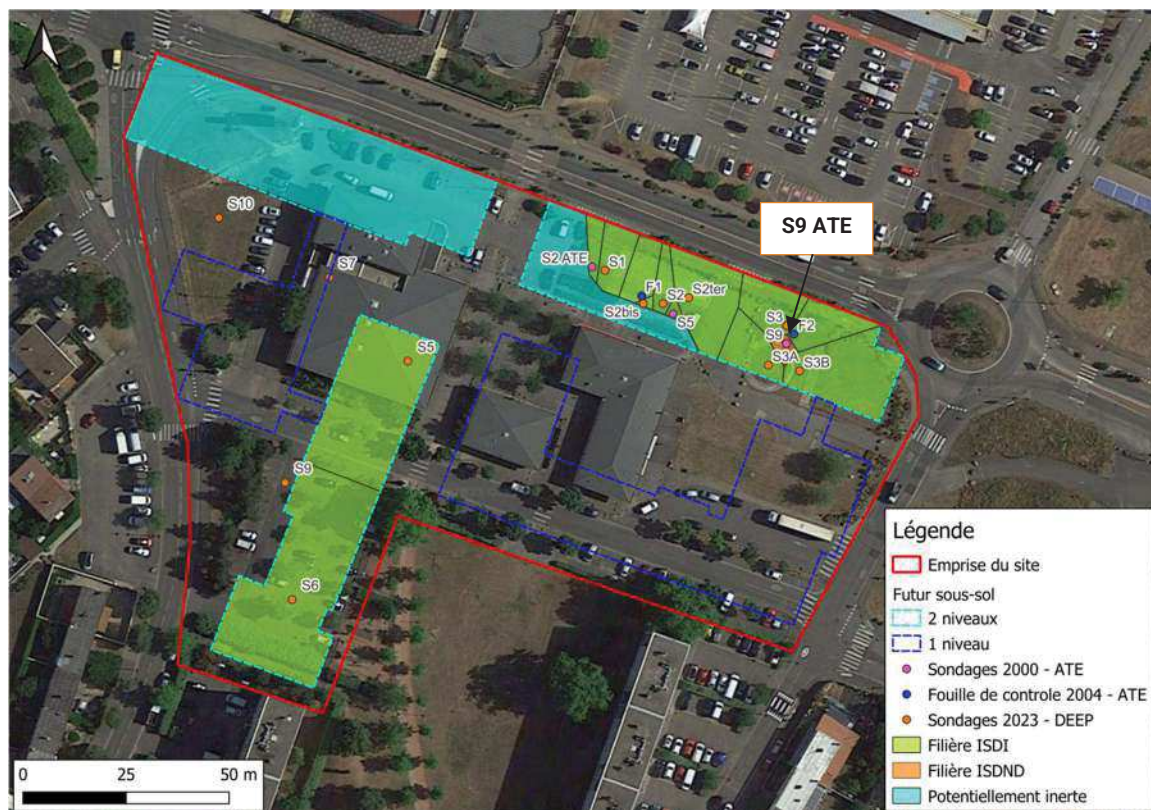 S9 ATE
S10
S7
S2 ATE
S1
F1
S2ter
S2
S2bis
S5
S3
F2
S9
S3A
S3B
S5
S9
S6
Légende
Emprise du site
Futur sous-sol
2 niveaux
1 niveau
Sondages 2000 - ATE
Fouille de controle 2004 - ATE
Sondages 2023 - DEEP
Filière ISDI
Filière ISDND
Potentiellement inerte
0 25 50 m